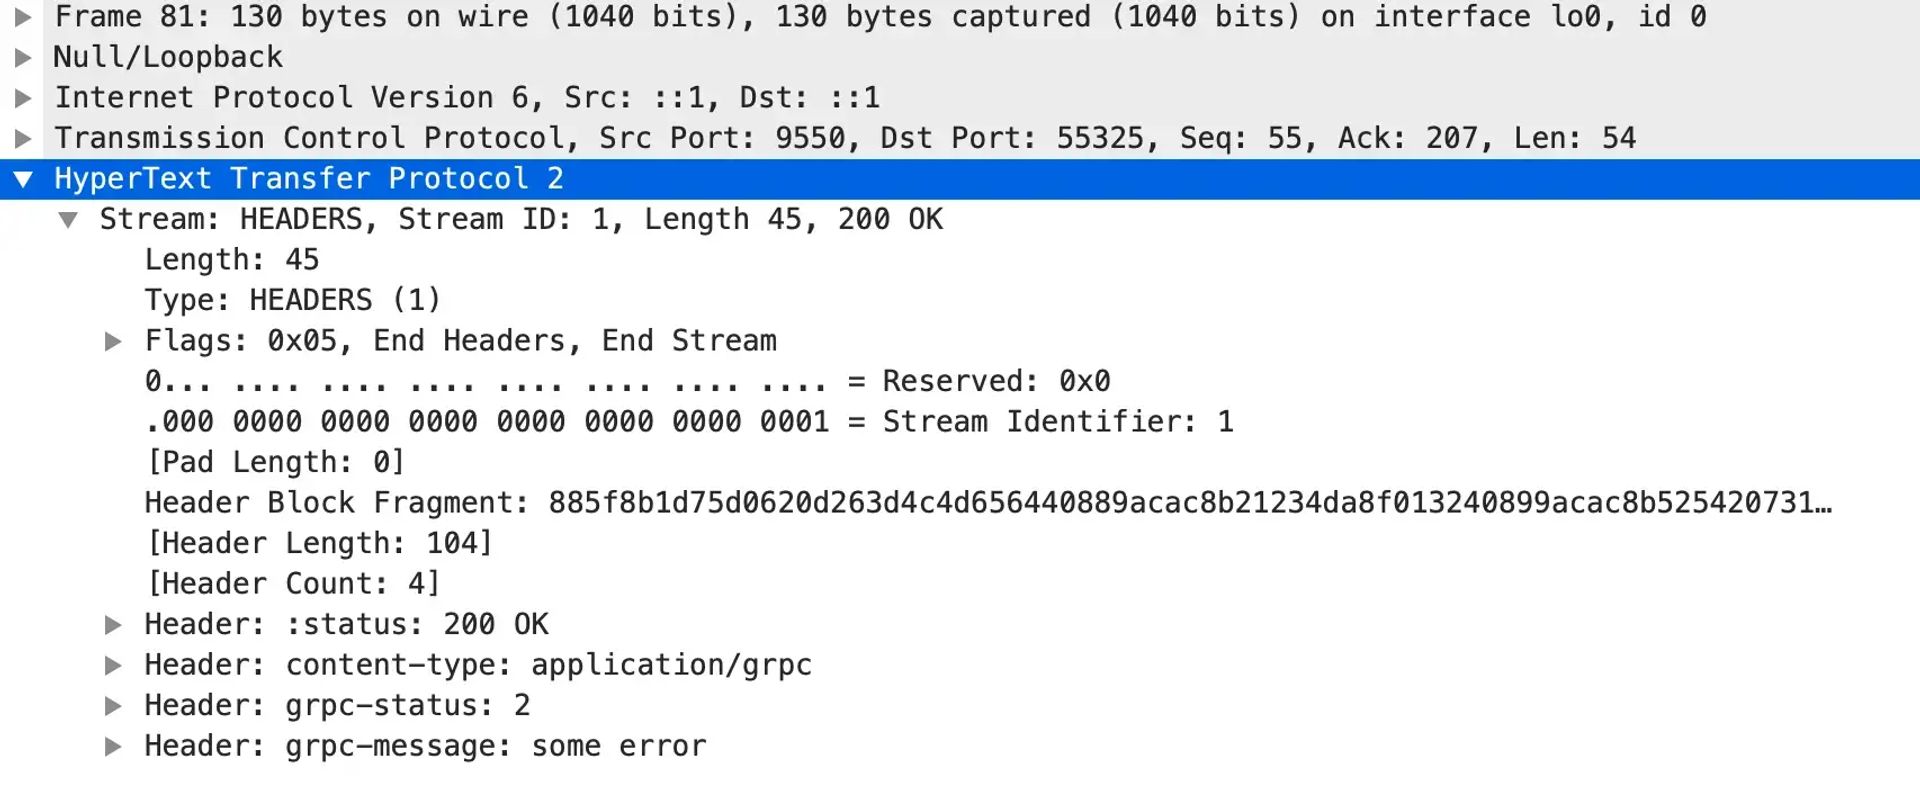 Frame 81: 130 bytes on wire (1040 bits), 130 bytes captured (1040 bits) on interface lo0, id 0
Null/Loopback
Internet Protocol Version 6, Src: ::1, Dst: ::1
Transmission Control Protocol, Src Port: 9550, Dst Port: 55325, Seq: 55, Ack: 207, Len: 54
HyperText Transfer Protocol 2
Stream: HEADERS, Stream ID: 1, Length 45, 200 OK
Length: 45
Type: HEADERS (1)
Flags: 0x05, End Headers, End Stream
0... .... .... .... .... .... .... .... = Reserved: 0x0
.000 0000 0000 0000 0000 0000 0000 0001 = Stream Identifier: 1
[Pad Length: 0]
Header Block Fragment: 885f8b1d75d0620d263d4c4d656440889acac8b21234da8f013240899acac8b525420731…
[Header Length: 104]
[Header Count: 4]
Header: :status: 200 OK
Header: content-type: application/grpc
Header: grpc-status: 2
Header: grpc-message: some error